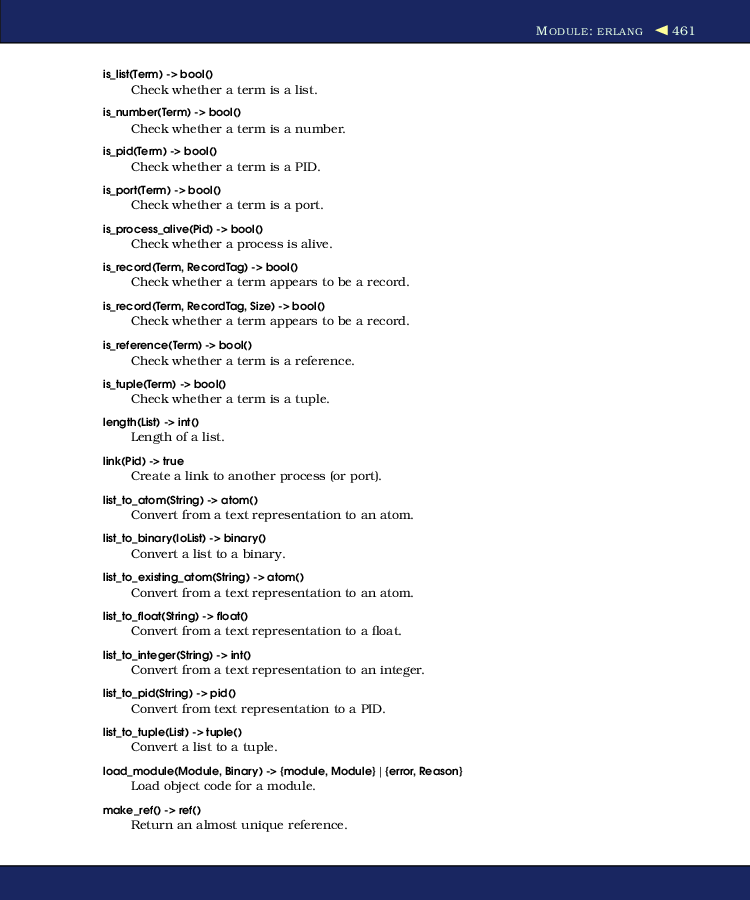 MODULE: ERLANG ◀ 461
is_list(Term) -> bool()
Check whether a term is a list.
is_number(Term) -> bool()
Check whether a term is a number.
is_pid(Term) -> bool()
Check whether a term is a PID.
is_port(Term) -> bool()
Check whether a term is a port.
is_process_alive(Pid) -> bool()
Check whether a process is alive.
is_record(Term, RecordTag) -> bool()
Check whether a term appears to be a record.
is_record(Term, RecordTag, Size) -> bool()
Check whether a term appears to be a record.
is_reference(Term) -> bool()
Check whether a term is a reference.
is_tuple(Term) -> bool()
Check whether a term is a tuple.
length(List) -> int()
Length of a list.
link(Pid) -> true
Create a link to another process (or port).
list_to_atom(String) -> atom()
Convert from a text representation to an atom.
list_to_binary(IoList) -> binary()
Convert a list to a binary.
list_to_existing_atom(String) -> atom()
Convert from a text representation to an atom.
list_to_float(String) -> float()
Convert from a text representation to a float.
list_to_integer(String) -> int()
Convert from a text representation to an integer.
list_to_pid(String) -> pid()
Convert from text representation to a PID.
list_to_tuple(List) -> tuple()
Convert a list to a tuple.
load_module(Module, Binary) -> {module, Module} | {error, Reason}
Load object code for a module.
make_ref() -> ref()
Return an almost unique reference.